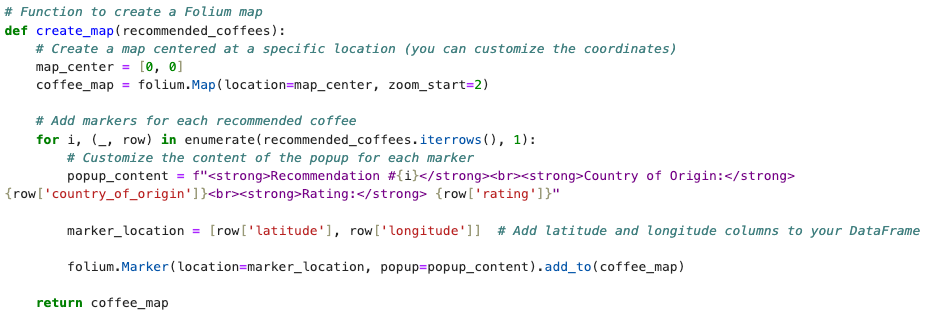 # Function to create a Folium map
def create_map(recommended_coffees):
    # Create a map centered at a specific location (you can customize the coordinates)
    map_center = [0, 0]
    coffee_map = folium.Map(location=map_center, zoom_start=2)

    # Add markers for each recommended coffee
    for i, (_, row) in enumerate(recommended_coffees.iterrows(), 1):
        # Customize the content of the popup for each marker
        popup_content = f"<strong>Recommendation #{i}</strong><br><strong>Country of Origin:</strong>
{row['country_of_origin']}<br><strong>Rating:</strong> {row['rating']}"

        marker_location = [row['latitude'], row['longitude']]  # Add latitude and longitude columns to your DataFrame

        folium.Marker(location=marker_location, popup=popup_content).add_to(coffee_map)

    return coffee_map